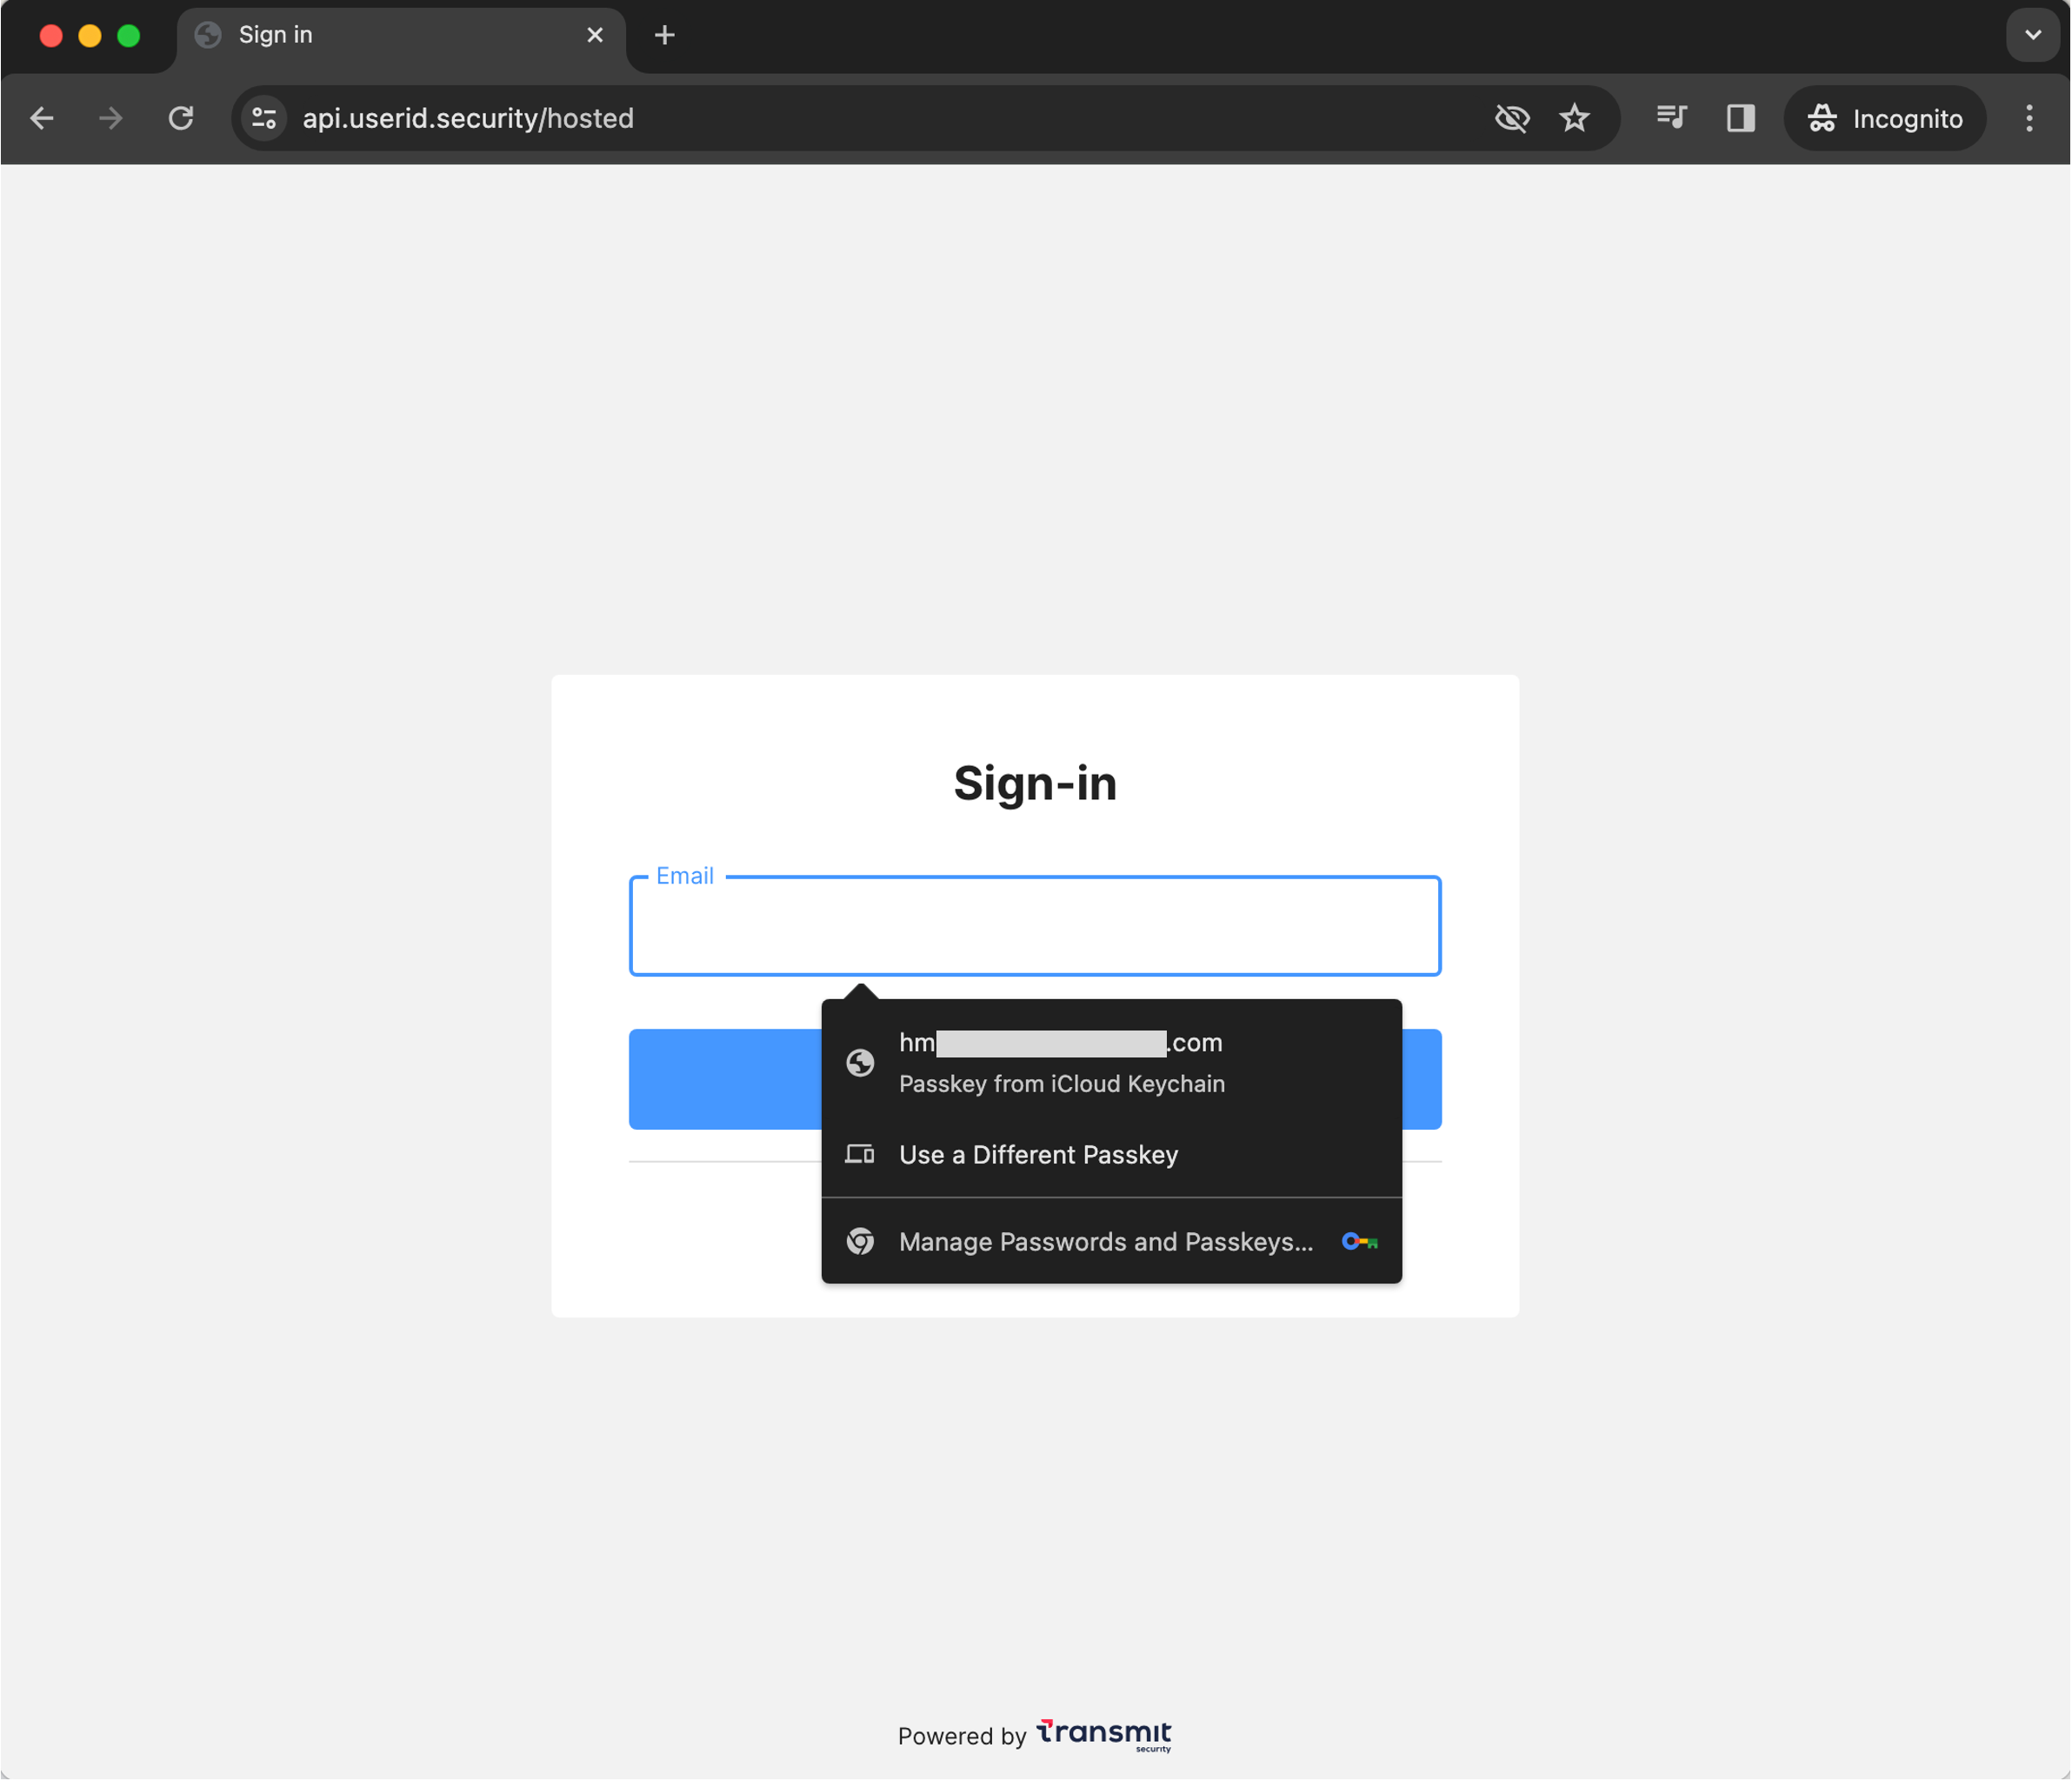 Sign in
api.userid.security/hosted
Incognito
Sign-in
Email
hm .com
Passkey from iCloud Keychain
Use a Different Passkey
Manage Passwords and Passkeys...
Powered by transmit
security